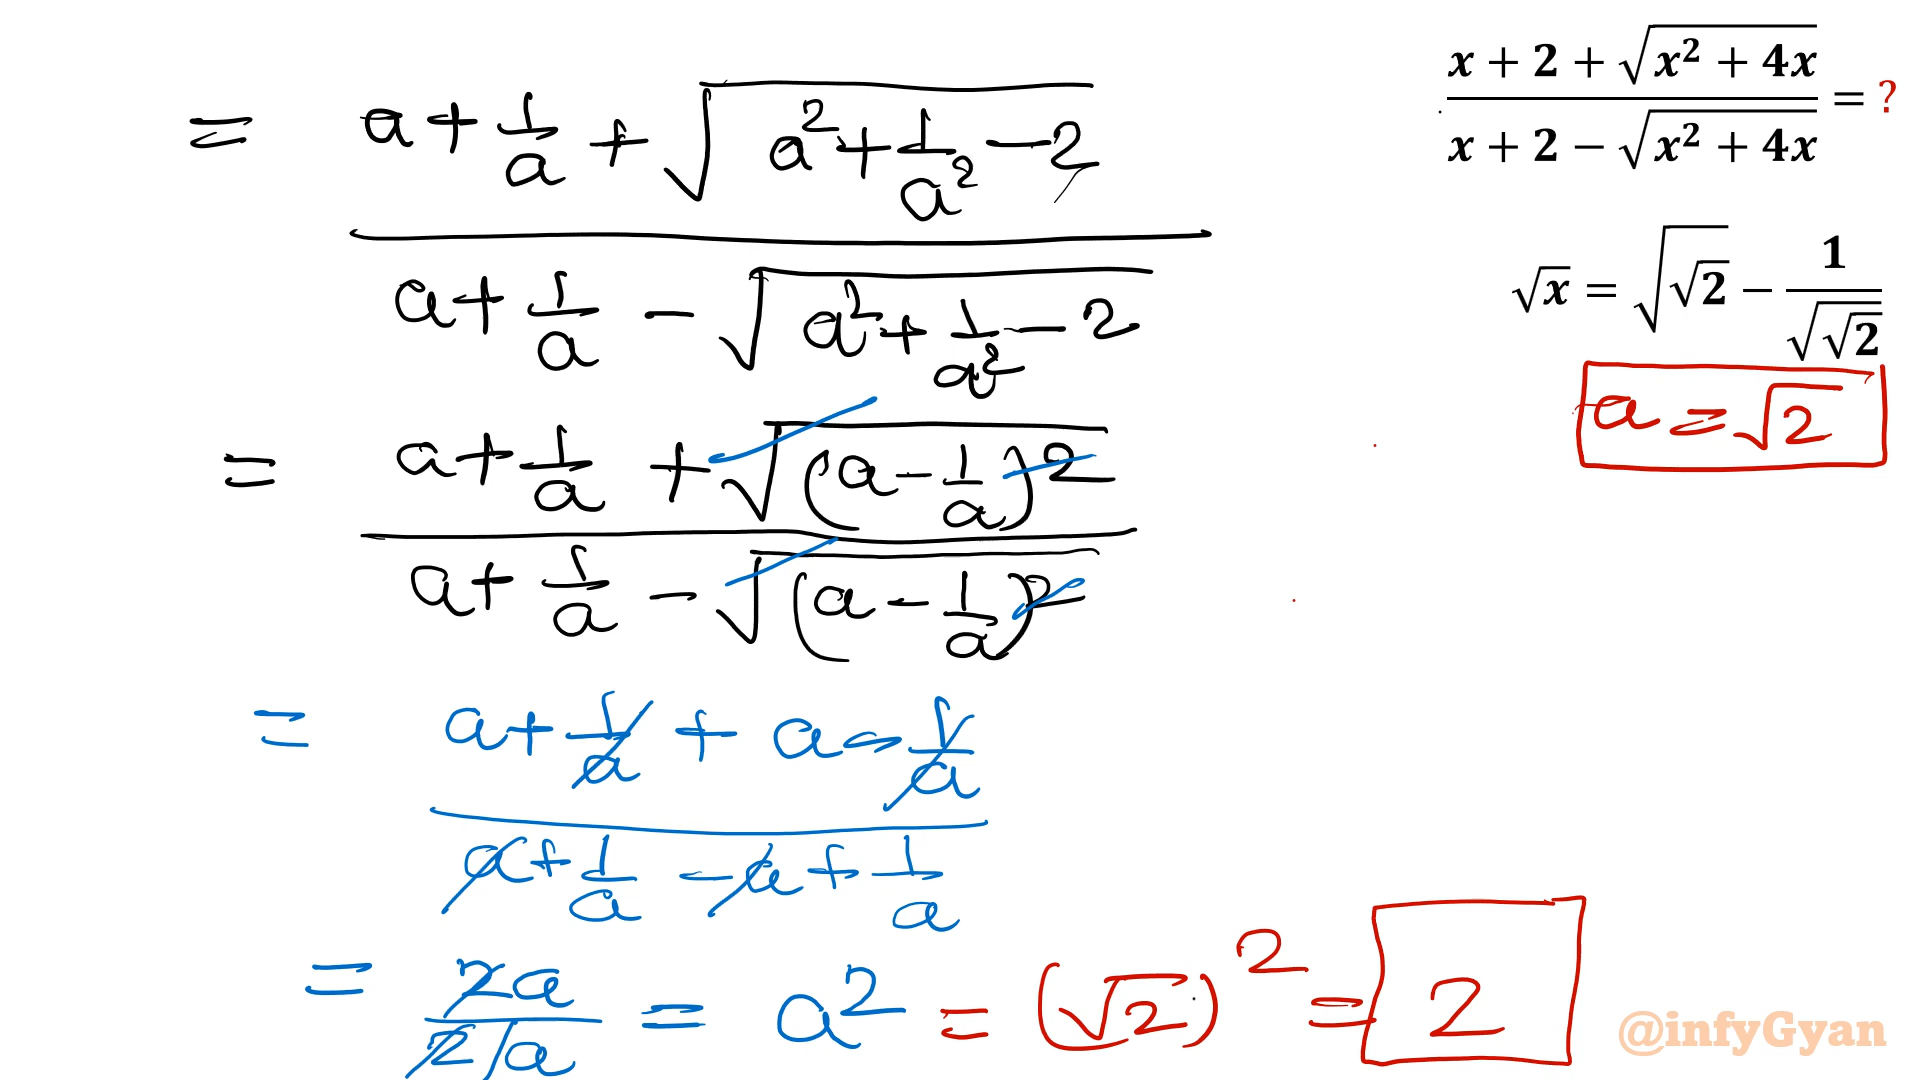 (x + 2 + √(x² + 4x)) / (x + 2 − √(x² + 4x)) = ?
√x = √(√2) − 1/√(√2)
a = √2
= (a + 1/a + √(a² + 1/a² − 2)) / (a + 1/a − √(a² + 1/a² − 2))
= (a + 1/a + √((a − 1/a)²)) / (a + 1/a − √((a − 1/a)²))
= (a + 1/a + a − 1/a) / (a + 1/a − a + 1/a)
= 2a / (2/a) = a² = (√2)² = 2
@infyGyan